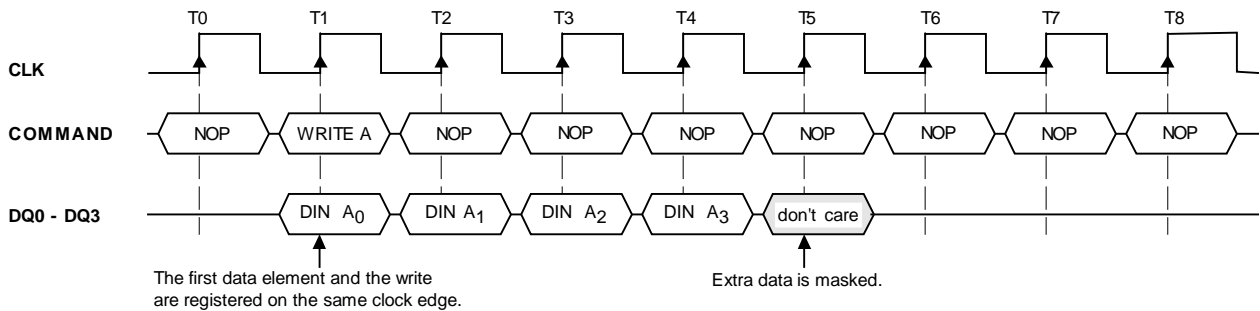 T0 T1 T2 T3 T4 T5 T6 T7 T8
CLK
COMMAND NOP WRITE A NOP NOP NOP NOP NOP NOP NOP
DQ0 - DQ3 DIN A0 DIN A1 DIN A2 DIN A3 don't care
The first data element and the write
are registered on the same clock edge.
Extra data is masked.